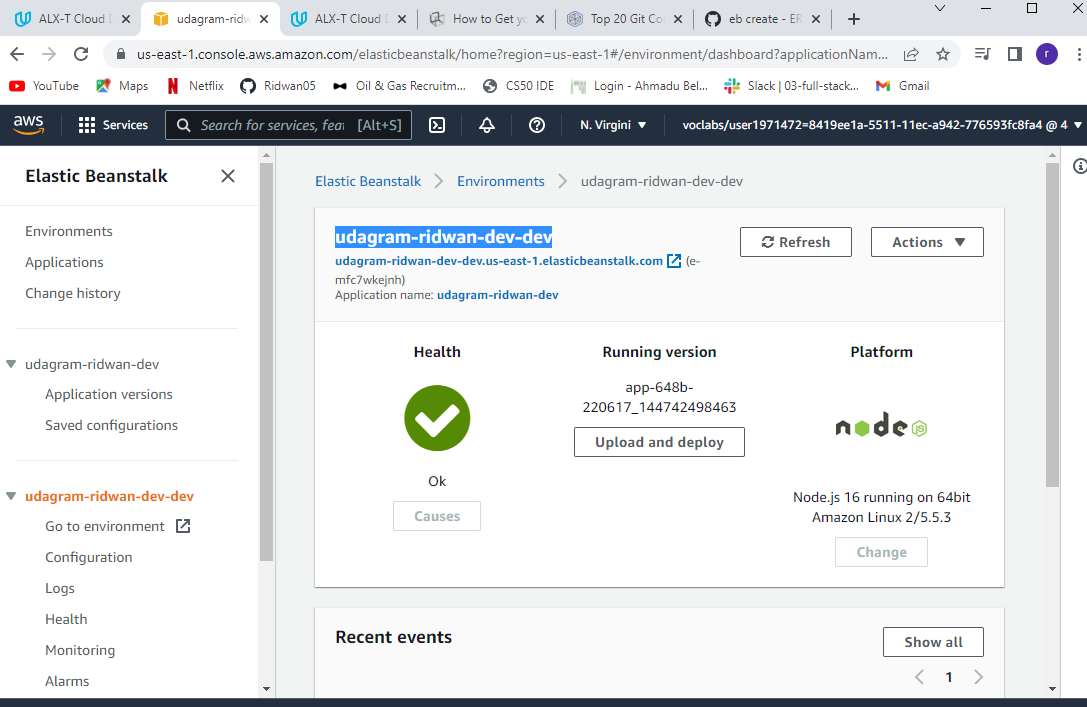 ALX-T Cloud D
udagram-ridw
ALX-T Cloud D
How to Get yo
Top 20 Git Co
eb create - ER
us-east-1.console.aws.amazon.com/elasticbeanstalk/home?region=us-east-1#/environment/dashboard?applicationNam...
r
YouTube
Maps
Netflix
Ridwan05
Oil & Gas Recruitm...
CS50 IDE
Login - Ahmadu Bel...
Slack | 03-full-stack...
Gmail
aws
Services
Search for services, fea [Alt+S]
N. Virgini
voclabs/user1971472=8419ee1a-5511-11ec-a942-776593fc8fa4 @ 4
Elastic Beanstalk
Environments
Applications
Change history
udagram-ridwan-dev
Application versions
Saved configurations
udagram-ridwan-dev-dev
Go to environment
Configuration
Logs
Health
Monitoring
Alarms
Elastic Beanstalk
Environments
udagram-ridwan-dev-dev
udagram-ridwan-dev-dev
udagram-ridwan-dev-dev.us-east-1.elasticbeanstalk.com (e-
mfc7wkejnh)
Application name: udagram-ridwan-dev
Refresh
Actions
Health
Ok
Causes
Running version
app-648b-
220617_144742498463
Upload and deploy
Platform
node JS
Node.js 16 running on 64bit
Amazon Linux 2/5.5.3
Change
Recent events
Show all
1